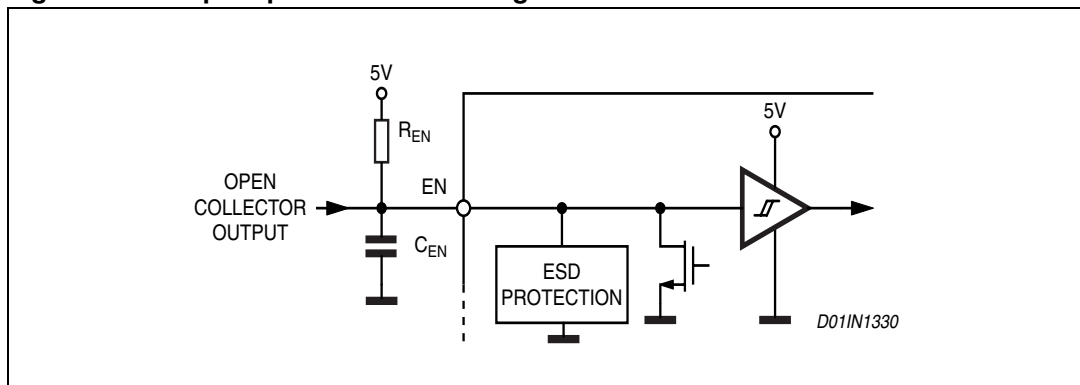 5V
R_EN
5V
OPEN
COLLECTOR
OUTPUT
EN
C_EN
ESD
PROTECTION
D01IN1330